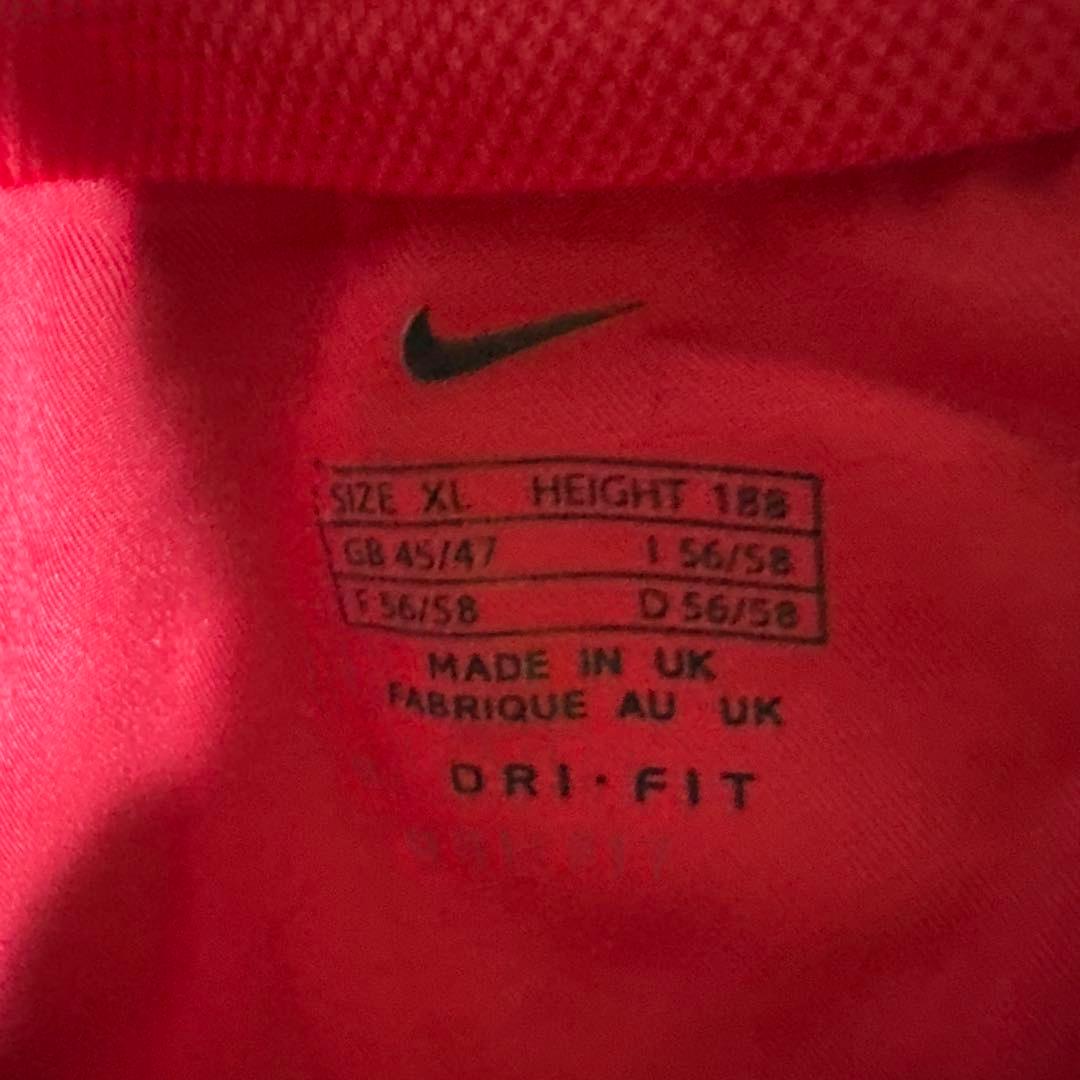 SIZE XL HEIGHT 188
GB 45/47 I 56/58
F 56/58 D 56/58
MADE IN UK
FABRIQUE AU UK
DRI·FIT